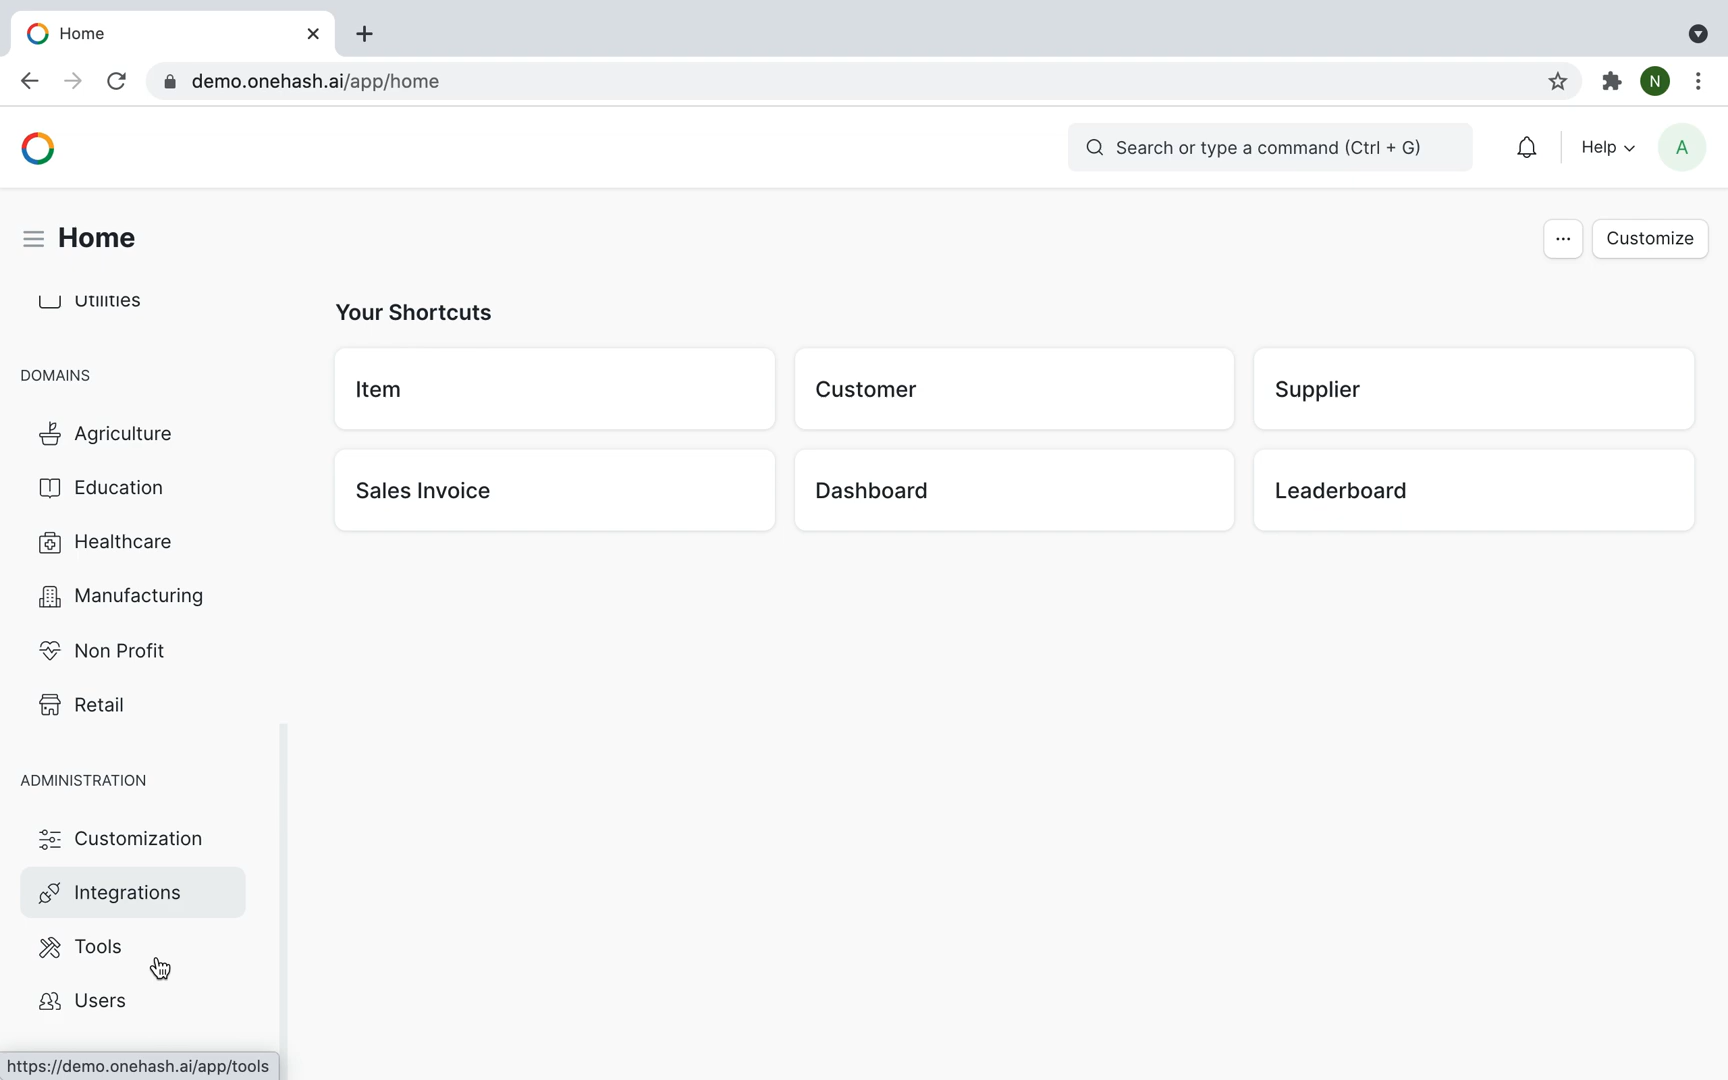 Home
demo.onehash.ai/app/home
N
Search or type a command (Ctrl + G)
Help
A
Home
Customize
Utilities
DOMAINS
Agriculture
Education
Healthcare
Manufacturing
Non Profit
Retail
ADMINISTRATION
Customization
Integrations
Tools
Users
https://demo.onehash.ai/app/tools
Your Shortcuts
Item
Customer
Supplier
Sales Invoice
Dashboard
Leaderboard